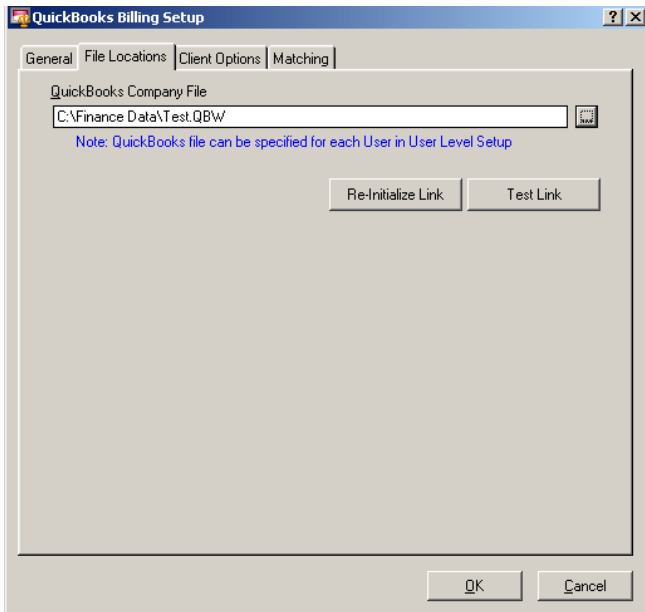 QuickBooks Billing Setup
General File Locations Client Options Matching
QuickBooks Company File
C:\Finance Data\Test.QBW
Note: QuickBooks file can be specified for each User in User Level Setup
Re-Initialize Link Test Link
OK Cancel